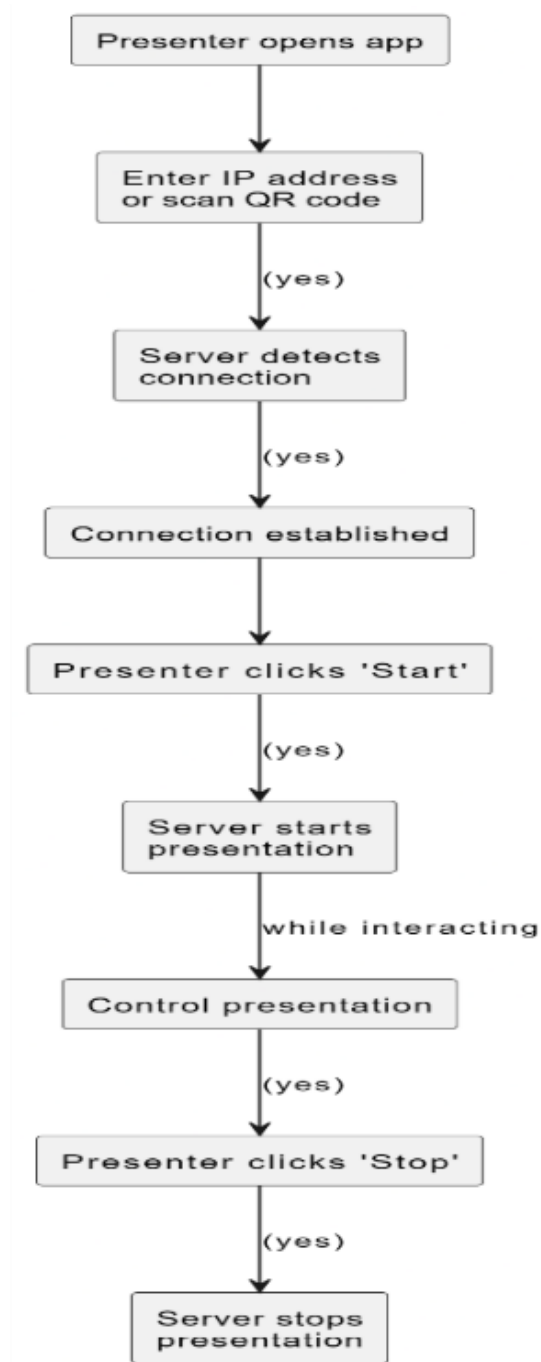 Presenter opens app
Enter IP address
or scan QR code
(yes)
Server detects
connection
(yes)
Connection established
Presenter clicks 'Start'
(yes)
Server starts
presentation
while interacting
Control presentation
(yes)
Presenter clicks 'Stop'
(yes)
Server stops
presentation